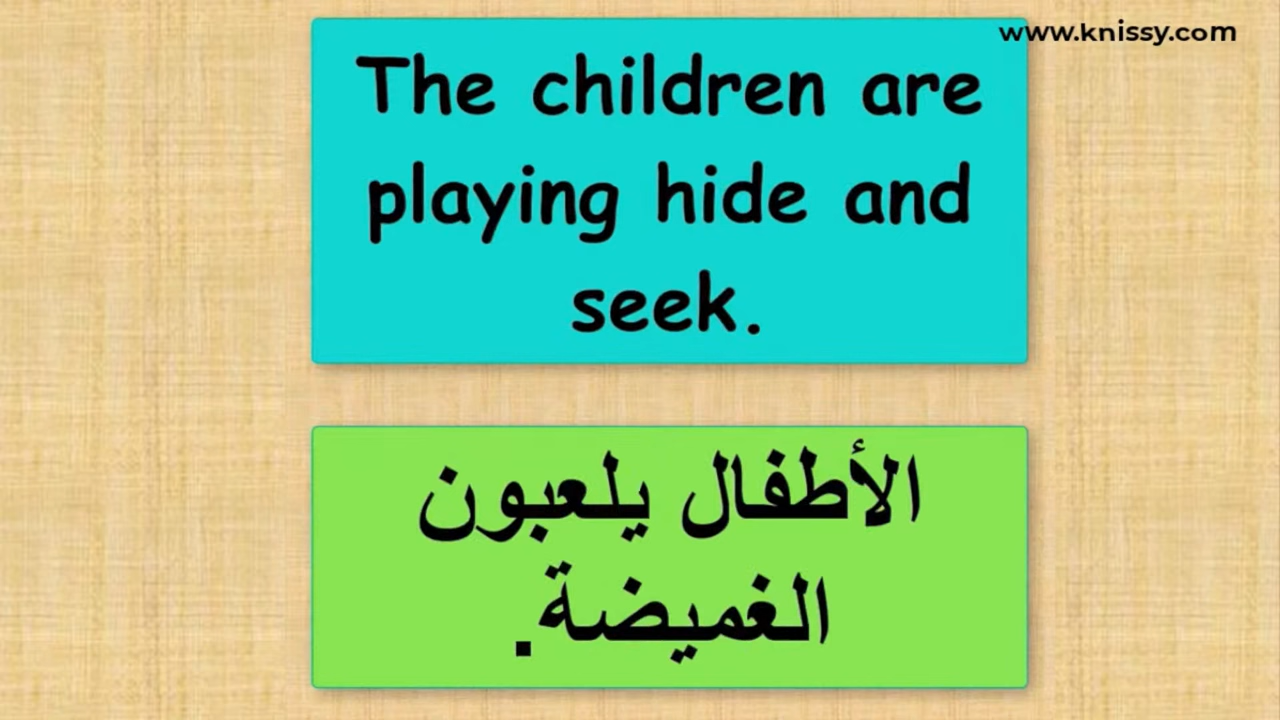 www.knissy.com
The children are
playing hide and
seek.
الأطفال يلعبون
الغميضة.